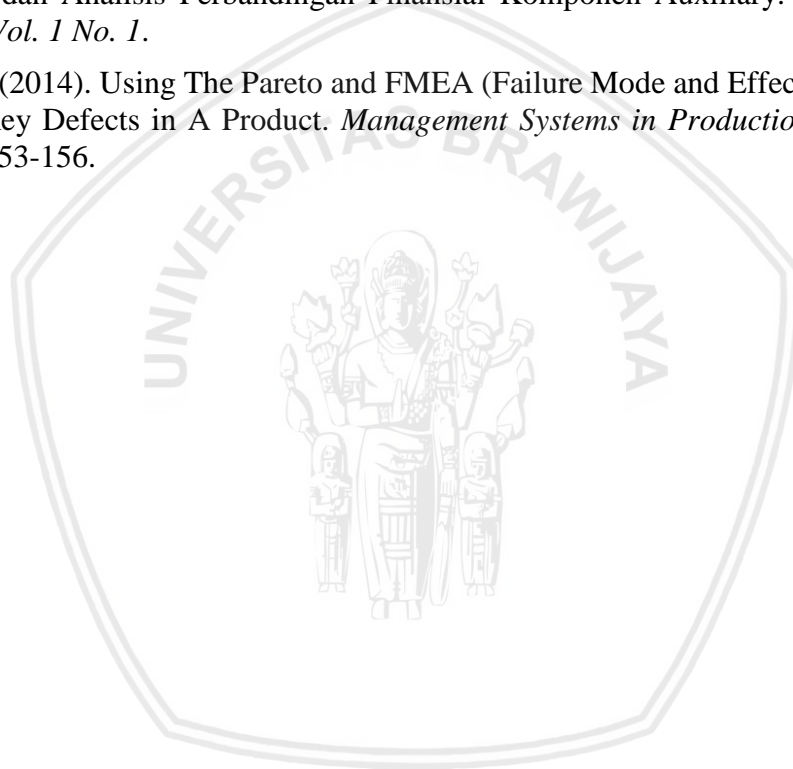 dan Analisis Perbandingan Finansial Komponen Auxiliary.
Vol. 1 No. 1.
(2014). Using The Pareto and FMEA (Failure Mode and Effec
ey Defects in A Product. Management Systems in Productio
53-156.
UNIVERSITAS BRAWIJAYA